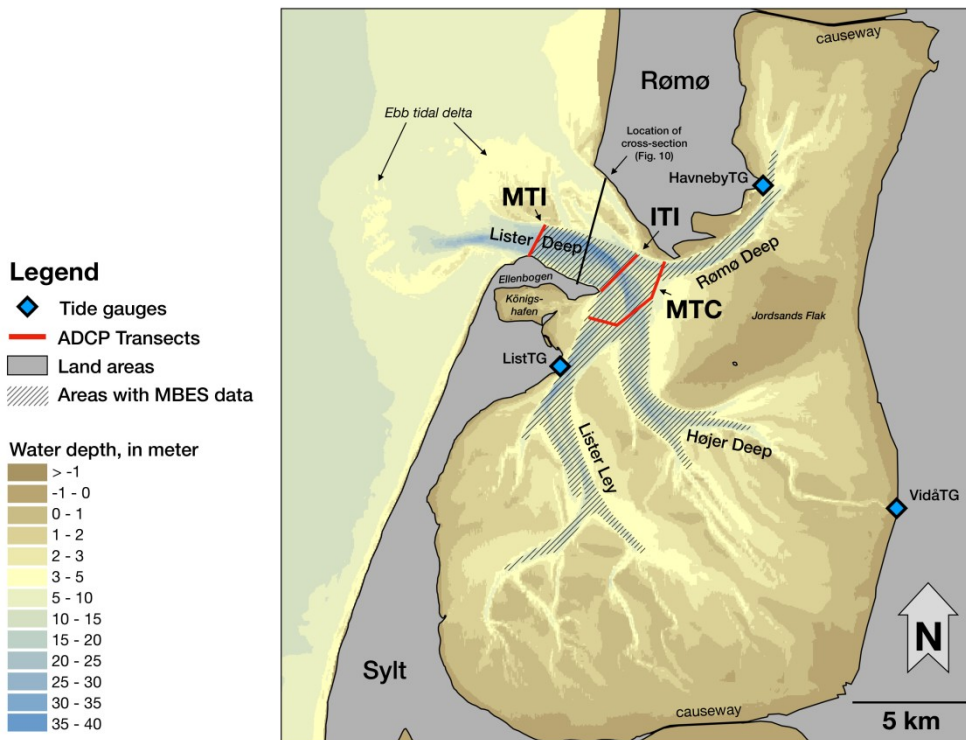 Legend
Tide gauges
ADCP Transects
Land areas
Areas with MBES data
Water depth, in meter
> -1
-1 - 0
0 - 1
1 - 2
2 - 3
3 - 5
5 - 10
10 - 15
15 - 20
20 - 25
25 - 30
30 - 35
35 - 40
causeway
Rømø
Ebb tidal delta
Location of
cross-section
(Fig. 10)
HavnebyTG
MTI
ITI
Lister Deep
Rømø Deep
Ellenbogen
Königs-
hafen
MTC
Jordsands Flak
ListTG
Højer Deep
Lister Ley
VidåTG
N
Sylt
causeway
5 km